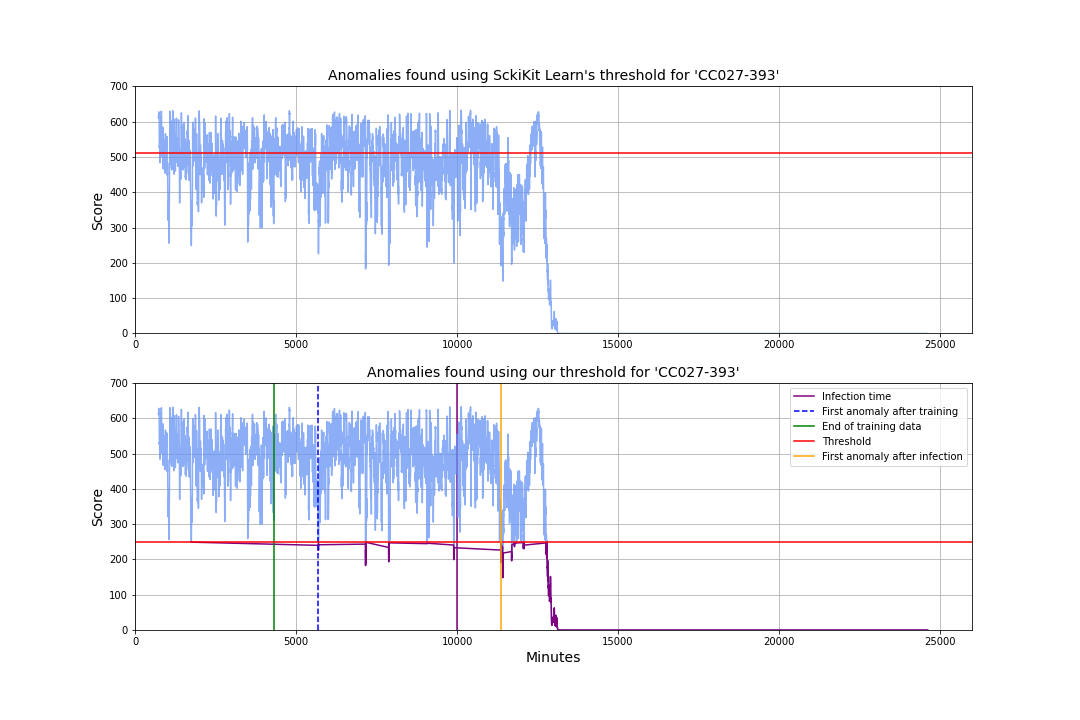 Anomalies found using SckiKit Learn's threshold for 'CC027-393'
700
600
500
400
300
200
100
0
Score
0 5000 10000 15000 20000 25000
Anomalies found using our threshold for 'CC027-393'
700
600
500
400
300
200
100
0
Score
Infection time
First anomaly after training
End of training data
Threshold
First anomaly after infection
0 5000 10000 15000 20000 25000
Minutes